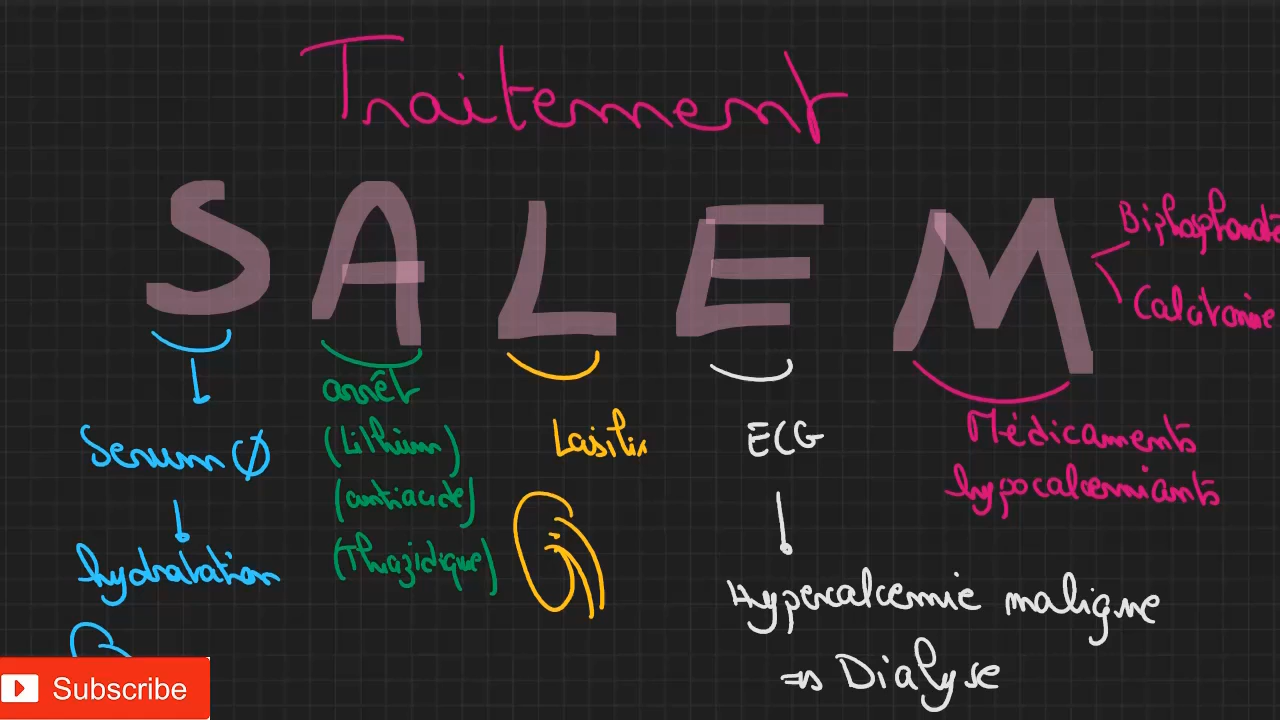 Traitement
SALEM
Biphosphonate
Calcitonine
Serum Ø
hydratation
arrêt
(Lithium)
(antiacide)
(Thiazidique)
Lasilix
ECG
Hypercalcemie maligne
=> Dialyse
Médicaments
hypocalcemiants
Subscribe